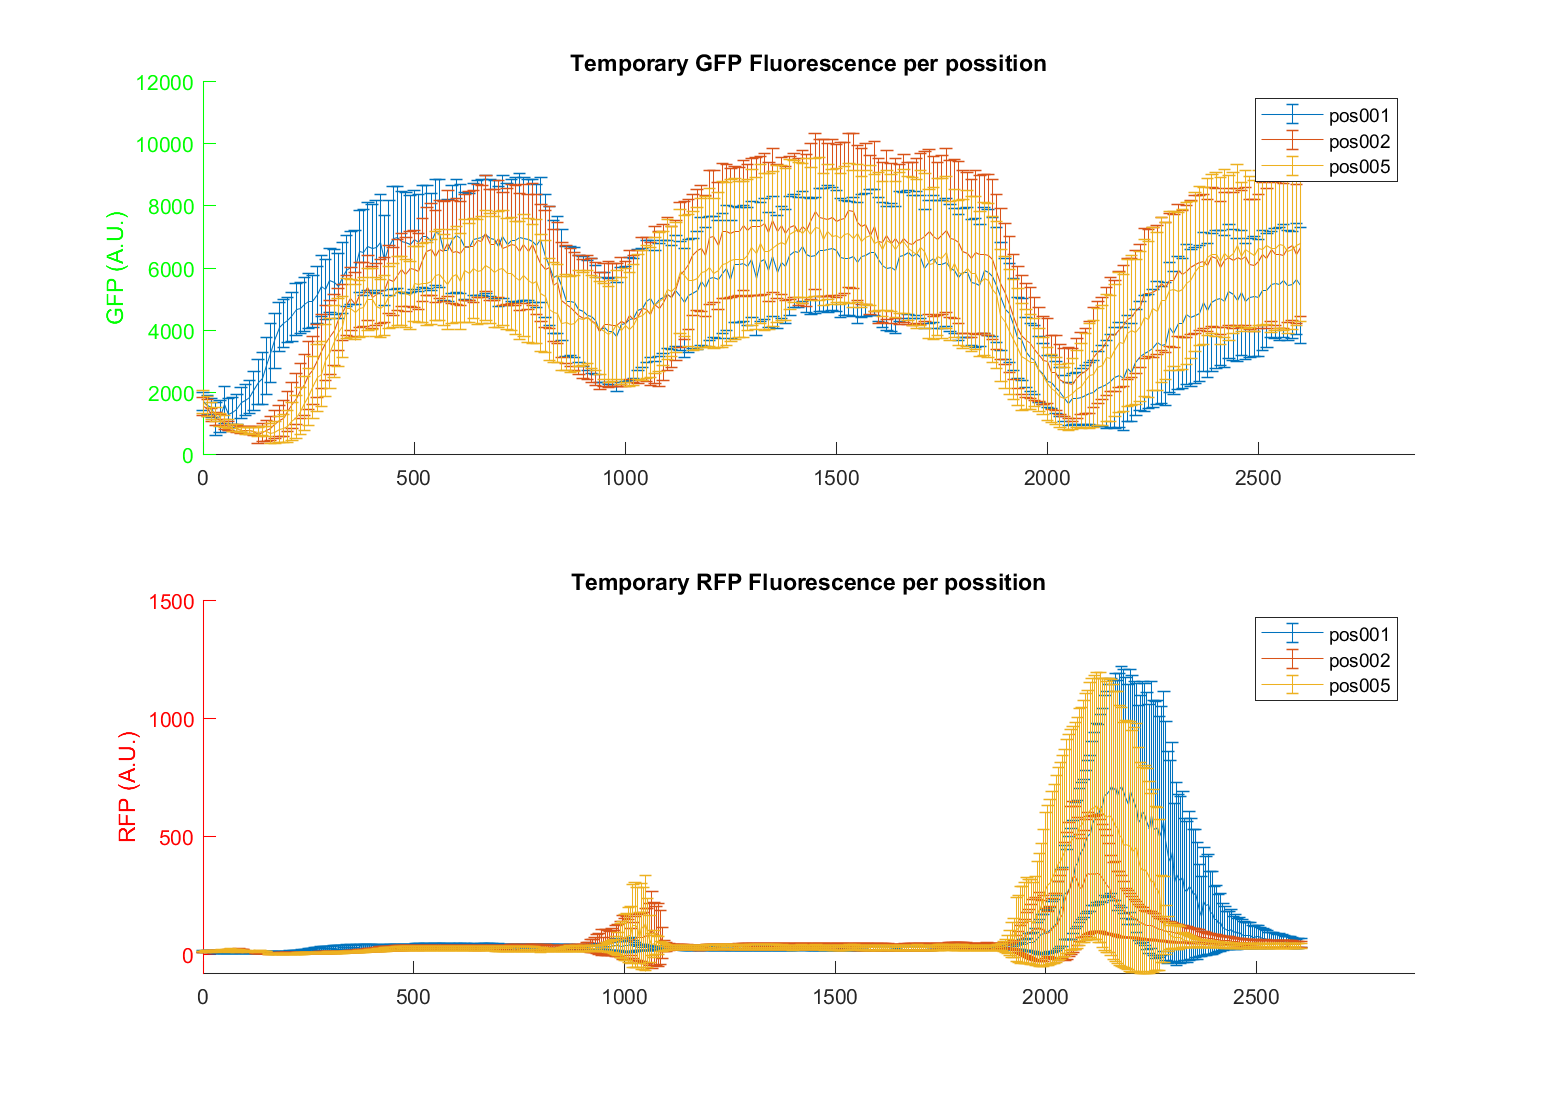 Temporary GFP Fluorescence per possition
12000
10000
8000
6000
4000
2000
0
GFP (A.U.)
pos001
pos002
pos005
0 500 1000 1500 2000 2500
Temporary RFP Fluorescence per possition
1500
1000
500
0
RFP (A.U.)
pos001
pos002
pos005
0 500 1000 1500 2000 2500